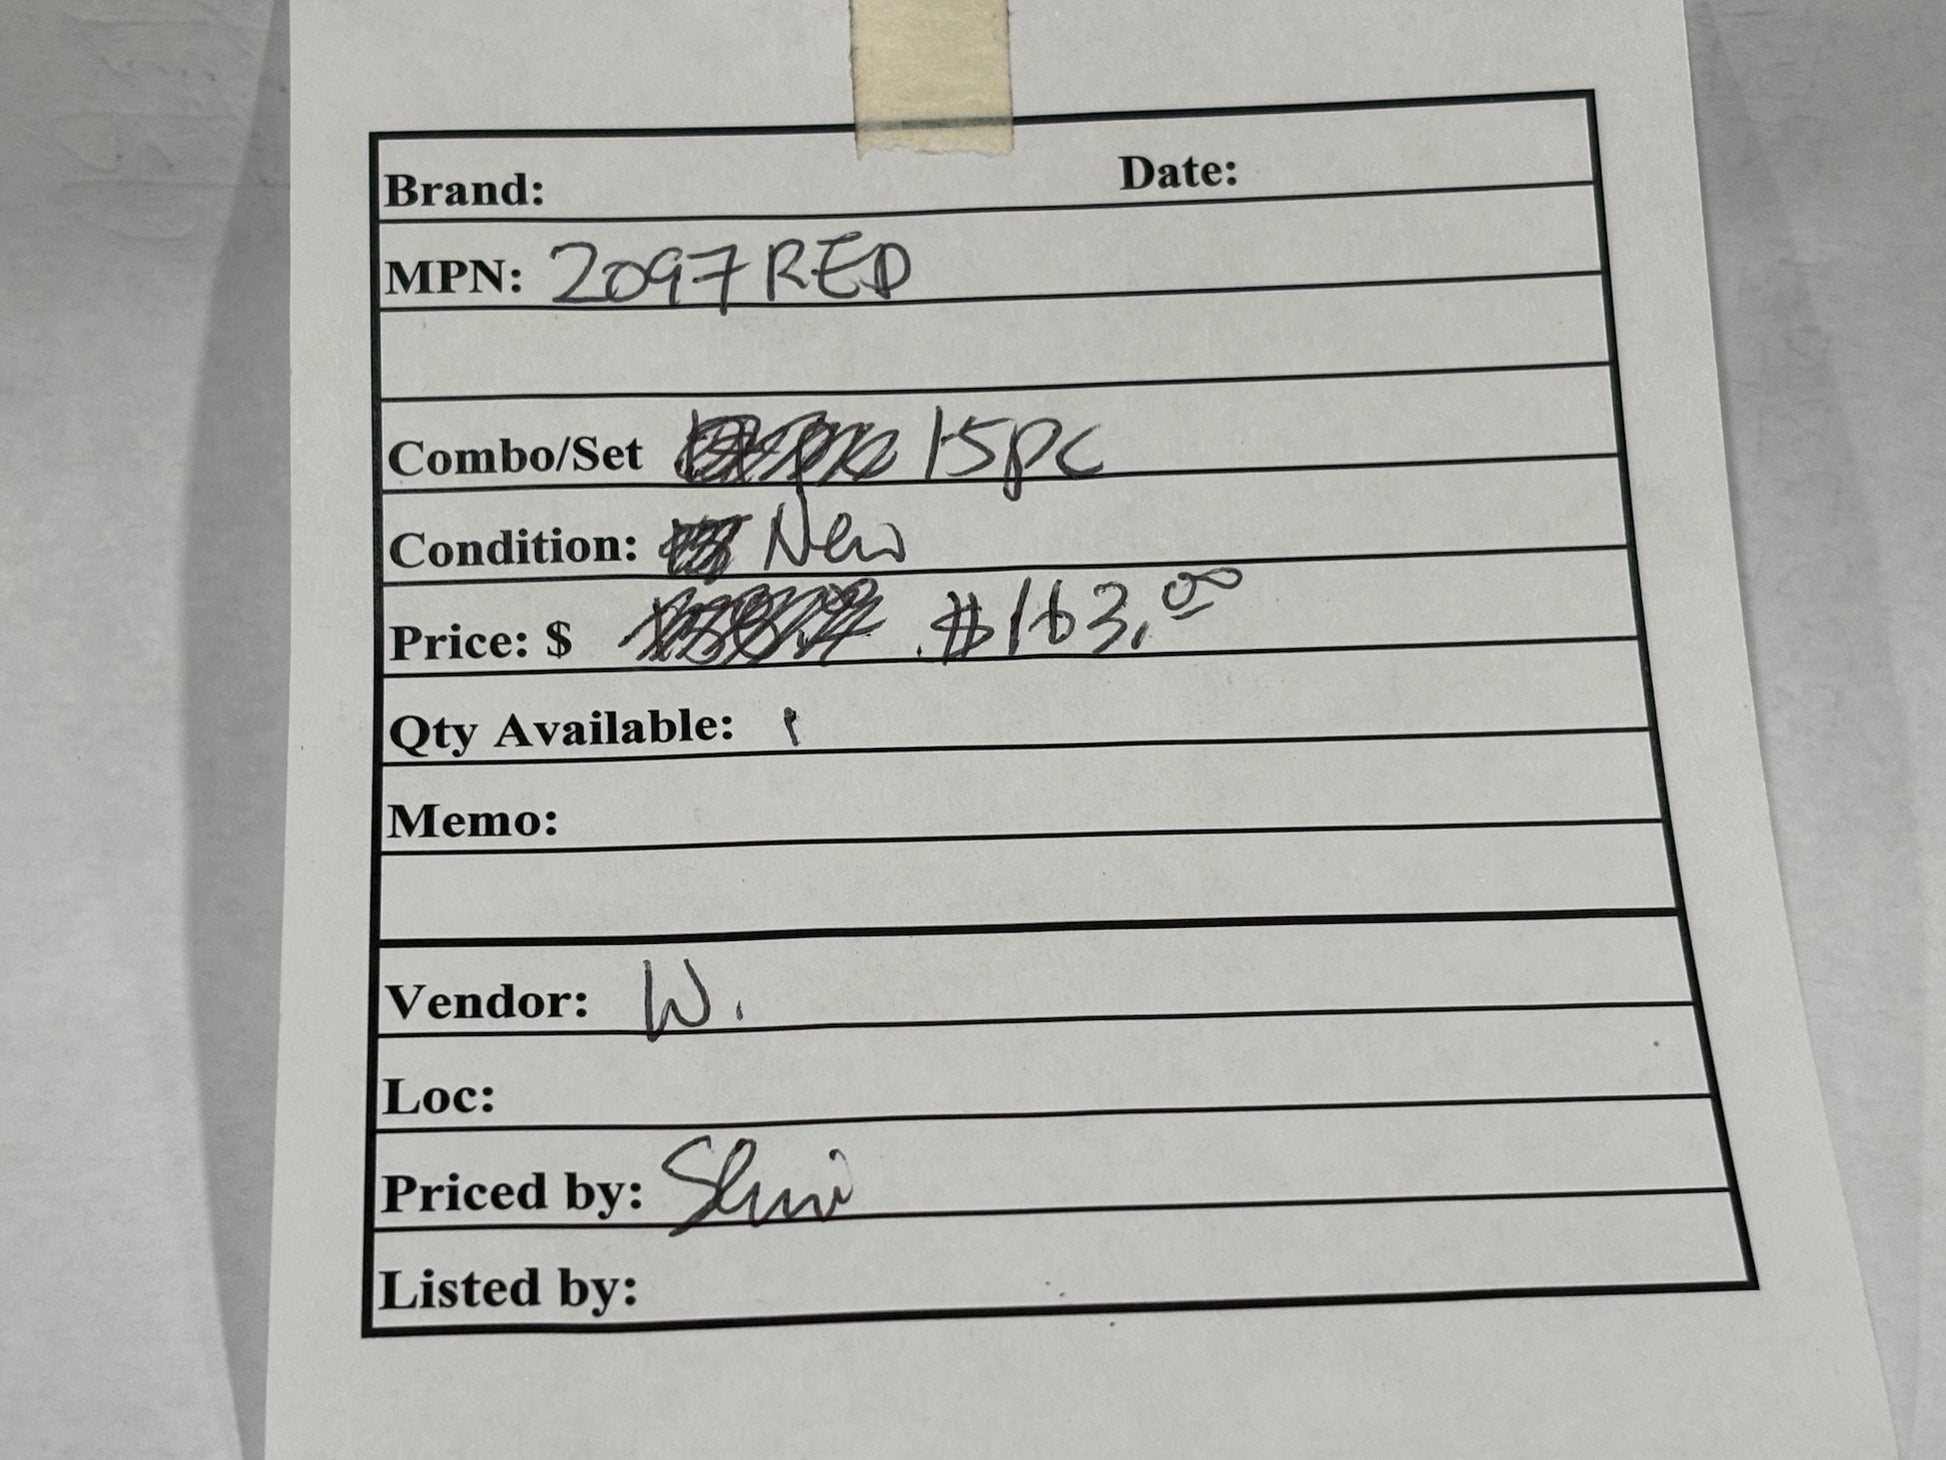 Brand: Date:
MPN: 2097RED
Combo/Set 15pc
Condition: New
Price: $ $163.00
Qty Available: 1
Memo:
Vendor: W.
Loc:
Priced by:
Listed by: